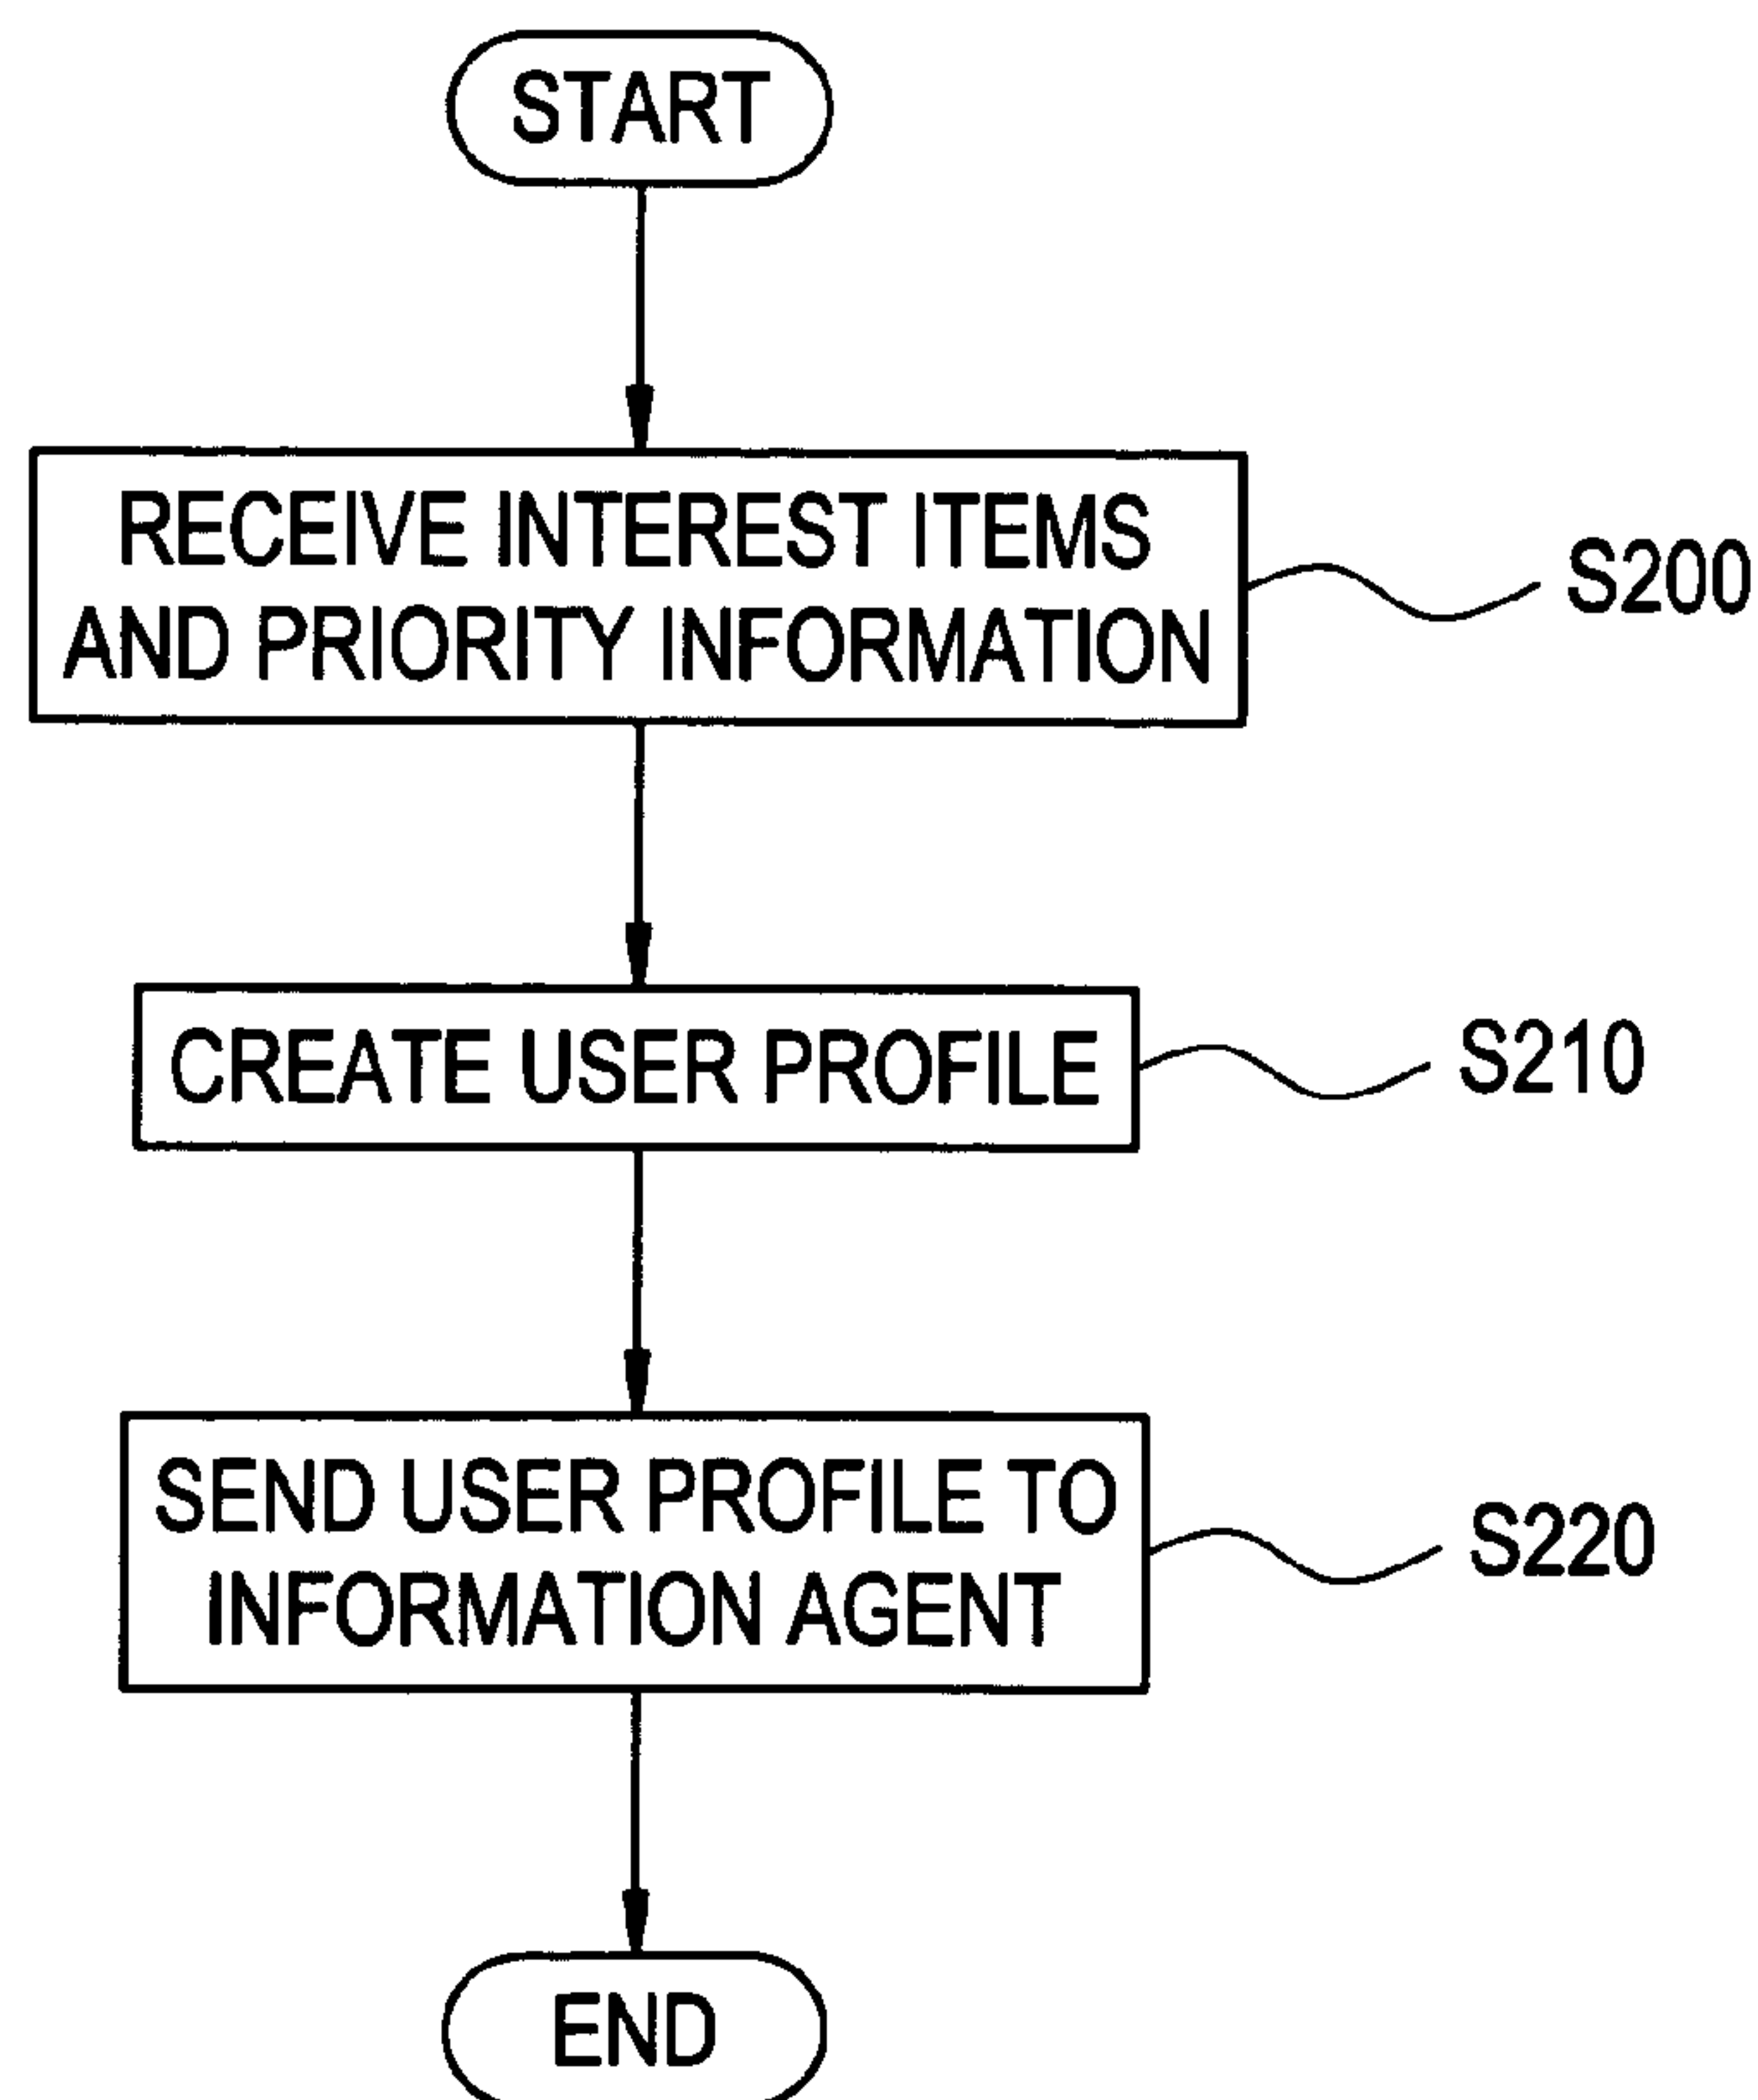 START
RECEIVE INTEREST ITEMS
AND PRIORITY INFORMATION
S200
CREATE USER PROFILE
S210
SEND USER PROFILE TO
INFORMATION AGENT
S220
END